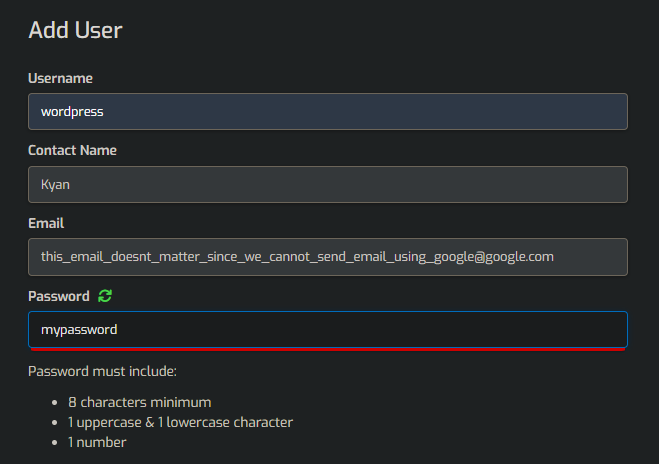 Add User
Username
wordpress
Contact Name
Kyan
Email
this_email_doesnt_matter_since_we_cannot_send_email_using_google@google.com
Password
mypassword
Password must include:
8 characters minimum
1 uppercase & 1 lowercase character
1 number